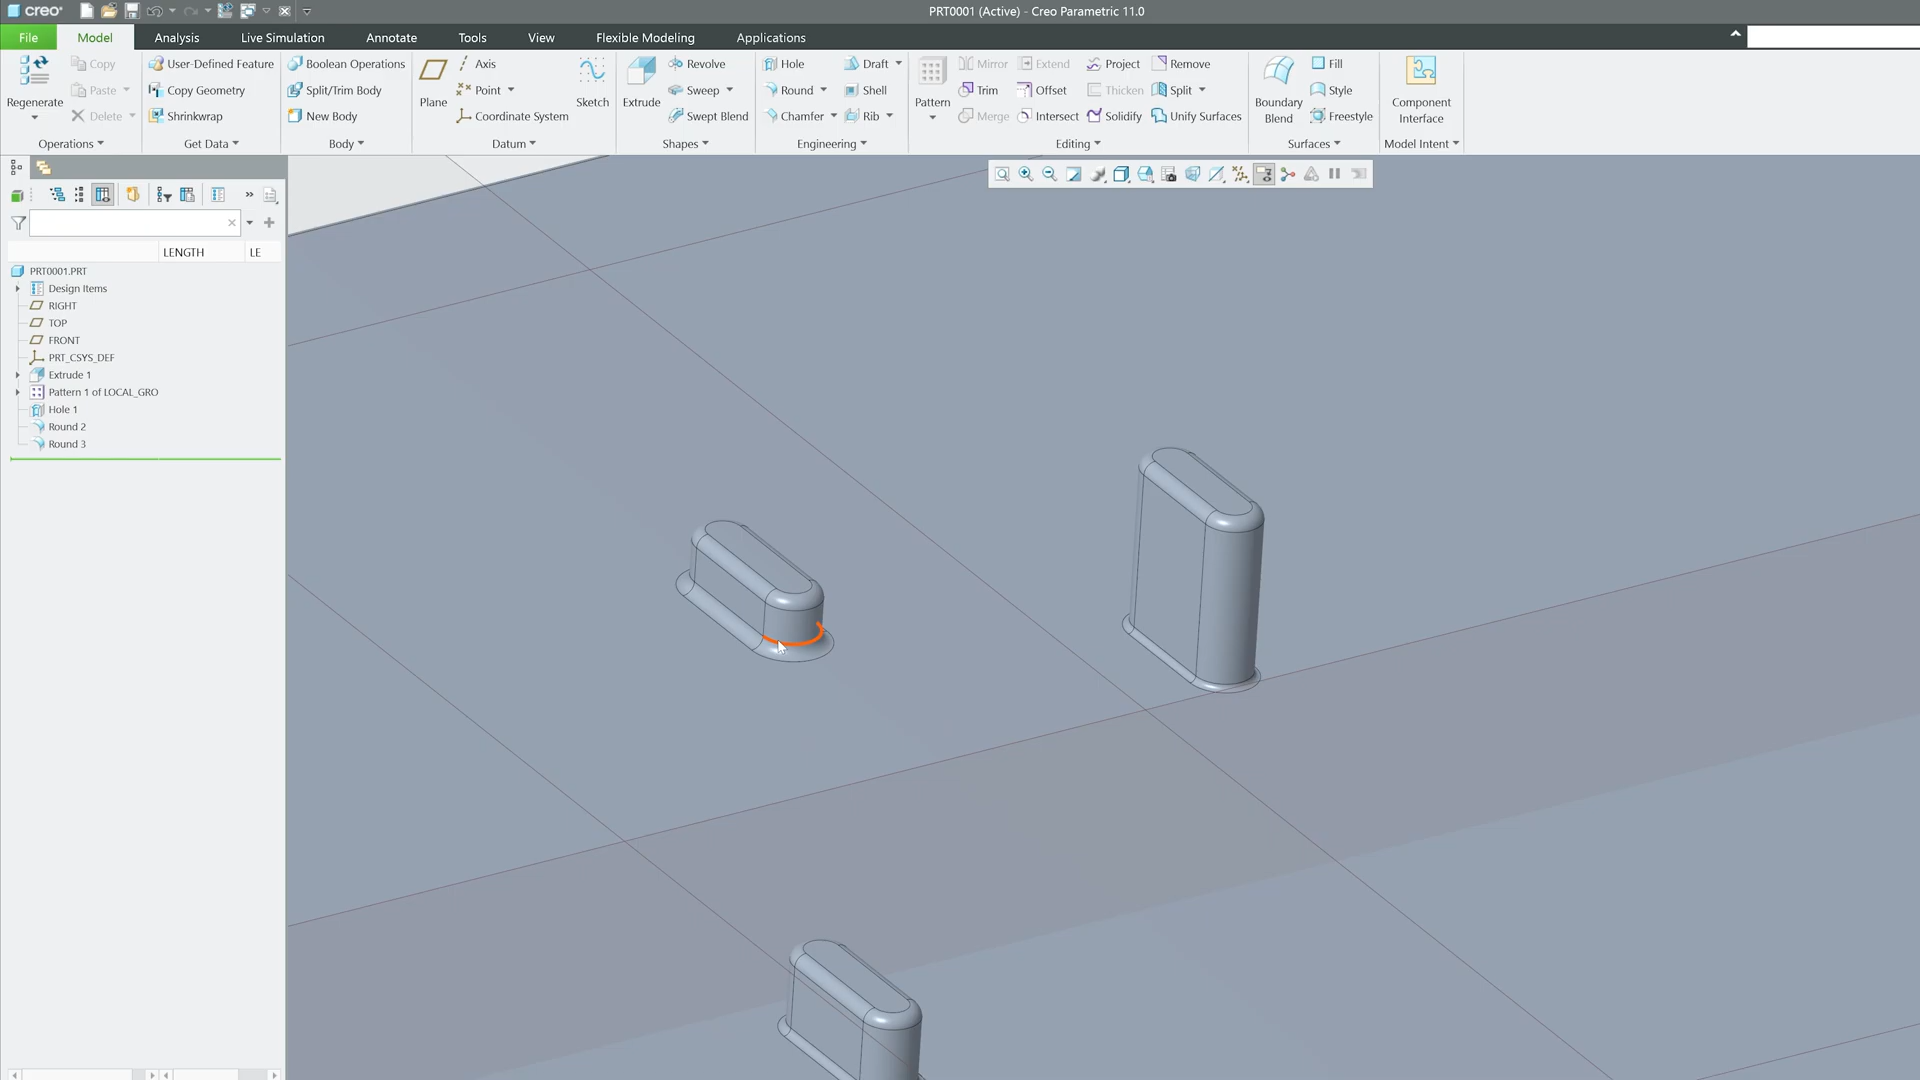 creo
PRT0001 (Active) - Creo Parametric 11.0
File Model Analysis Live Simulation Annotate Tools View Flexible Modeling Applications
Regenerate
Copy
Paste
Delete
Operations
User-Defined Feature
Copy Geometry
Shrinkwrap
Get Data
Boolean Operations
Split/Trim Body
New Body
Body
Plane
Axis
Point
Coordinate System
Sketch
Datum
Extrude
Revolve
Sweep
Swept Blend
Shapes
Hole
Round
Chamfer
Draft
Shell
Rib
Engineering
Pattern
Mirror
Trim
Merge
Extend
Offset
Intersect
Project
Thicken
Solidify
Remove
Split
Unify Surfaces
Editing
Boundary
Blend
Fill
Style
Freestyle
Surfaces
Component
Interface
Model Intent
LENGTH LE
PRT0001.PRT
Design Items
RIGHT
TOP
FRONT
PRT_CSYS_DEF
Extrude 1
Pattern 1 of LOCAL_GRO
Hole 1
Round 2
Round 3